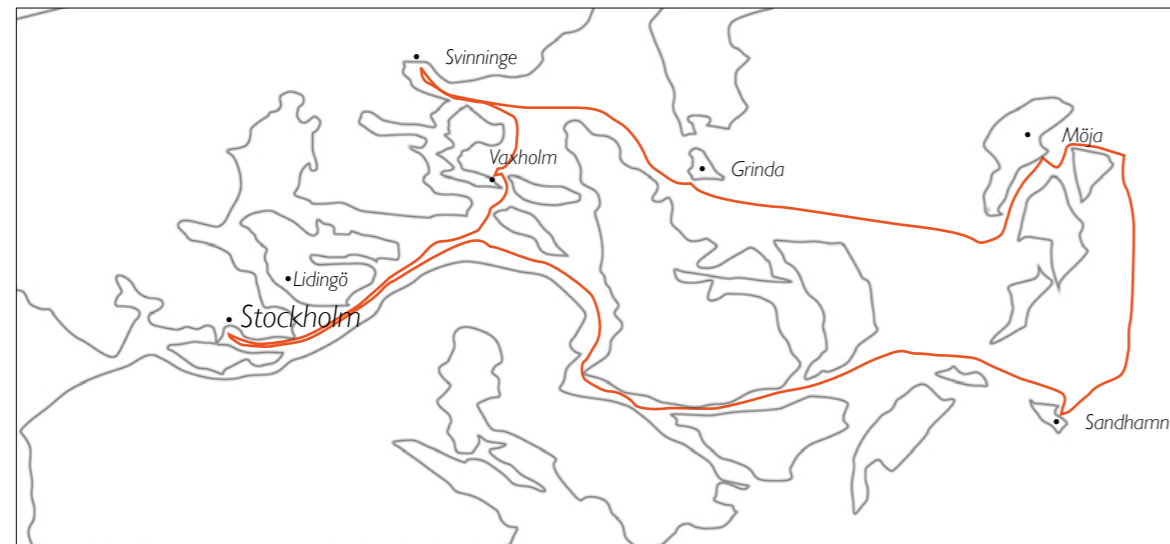 Svinninge
Möja
Vaxholm
Grinda
Lidingö
Stockholm
Sandhamn